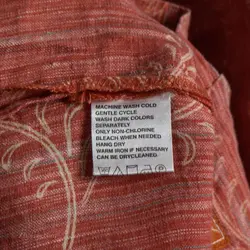 MACHINE WASH COLD
GENTLE CYCLE
WASH DARK COLORS
SEPARATELY
ONLY NON-CHLORINE
BLEACH WHEN NEEDED
HANG DRY
WARM IRON IF NECESSARY
CAN BE DRYCLEANED.